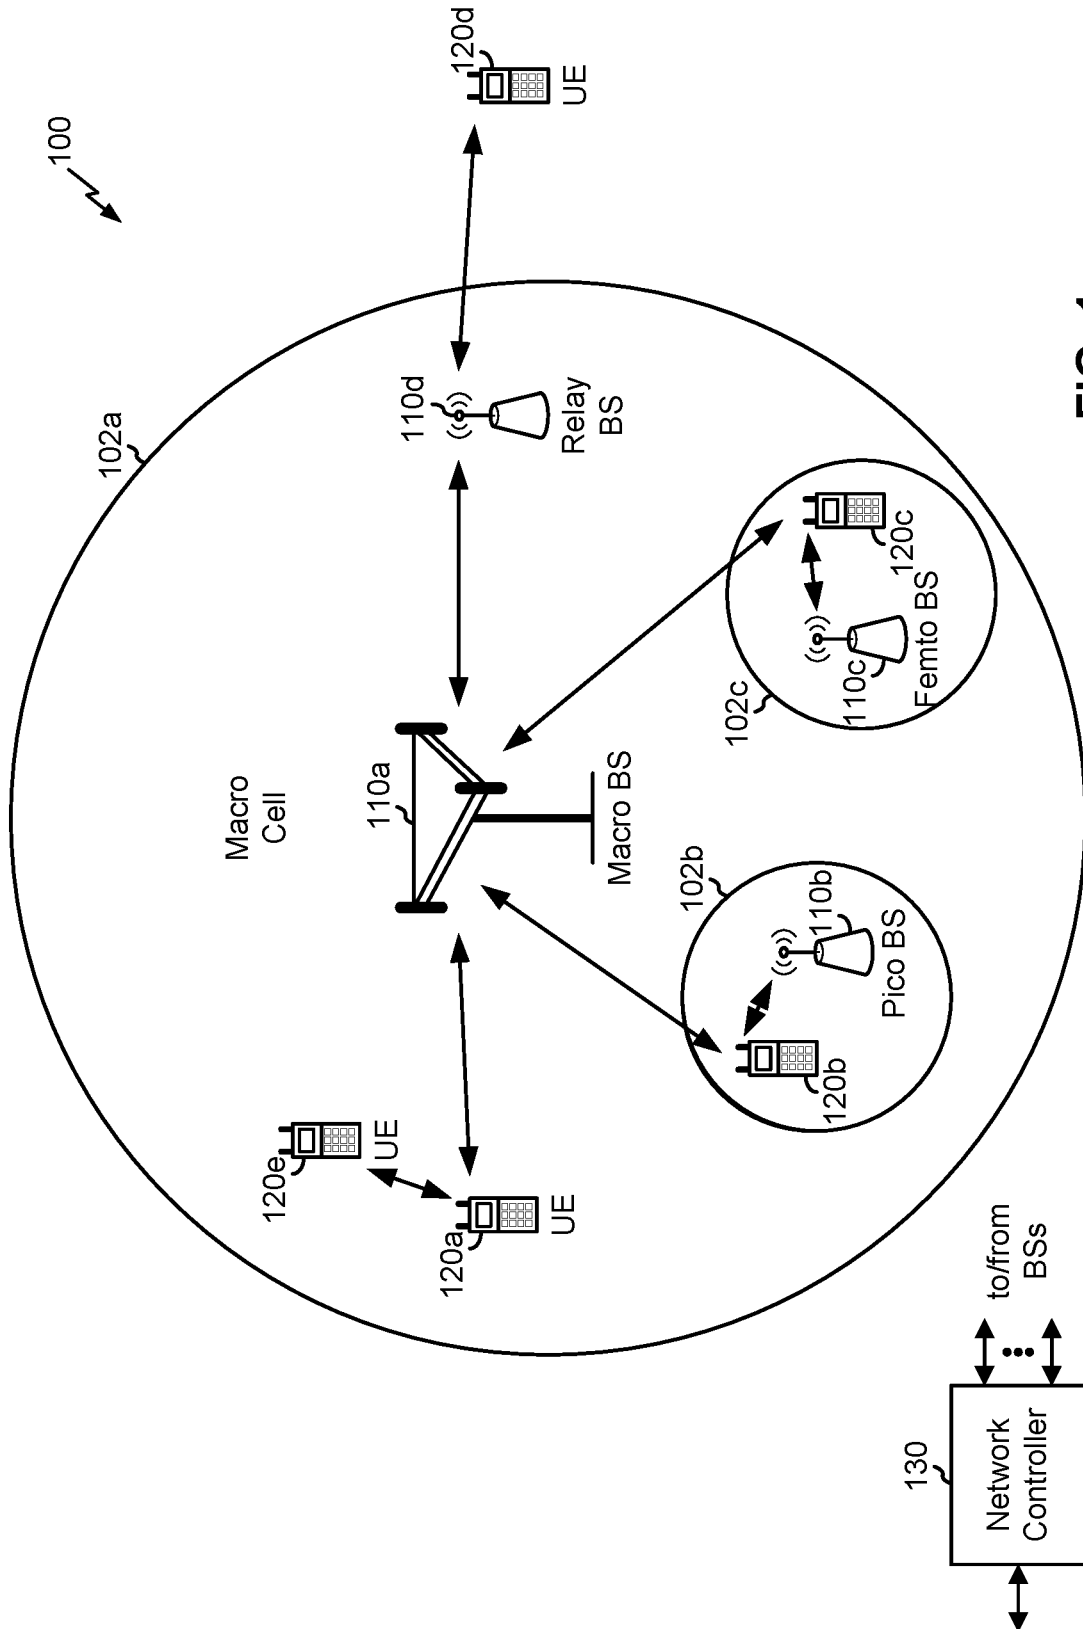 100
102a
Macro
Cell
110a
Macro BS
110d
Relay
BS
120d
UE
120e
UE
120a
UE
102b
110b
Pico BS
120b
102c
110c
Femto BS
120c
130
Network
Controller
to/from
BSs
FIG.